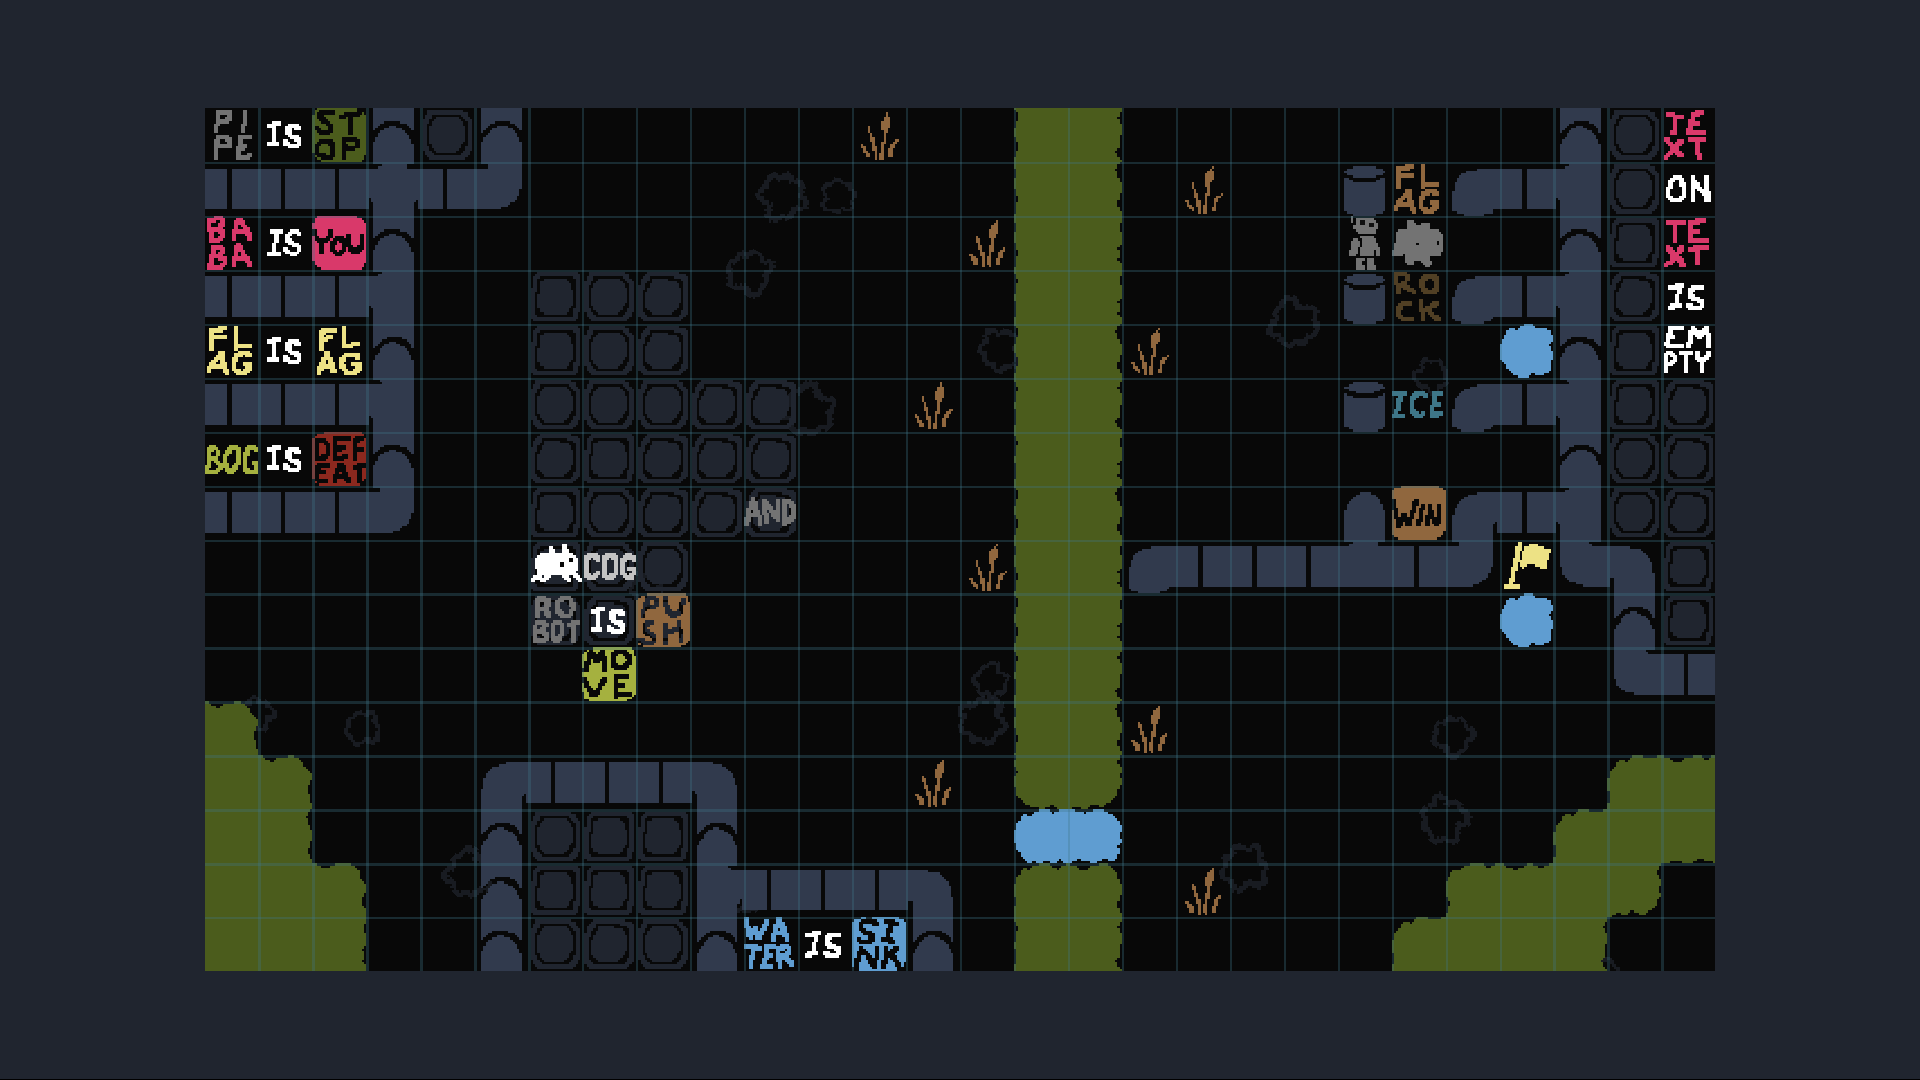 PIPE IS STOP
TEXT
FLAG
ON
BABA IS YOU
TEXT
ROCK
IS
FLAG IS FLAG
EMPTY
ICE
BOG IS DEFEAT
AND
WIN
COG
ROBOT IS PUSH
MOVE
WATER IS SINK